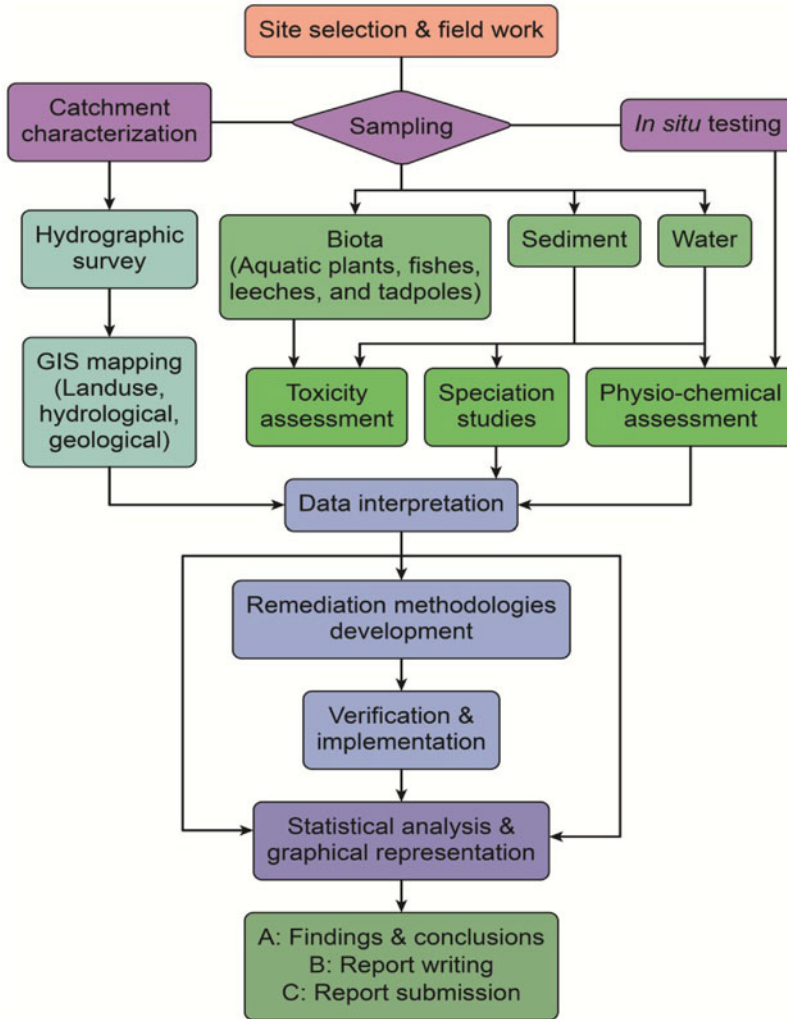 Site selection & field work
Catchment
characterization
Sampling
In situ testing
Hydrographic
survey
Biota
(Aquatic plants, fishes,
leeches, and tadpoles)
Sediment
Water
GIS mapping
(Landuse,
hydrological,
geological)
Toxicity
assessment
Speciation
studies
Physio-chemical
assessment
Data interpretation
Remediation methodologies
development
Verification &
implementation
Statistical analysis &
graphical representation
A: Findings & conclusions
B: Report writing
C: Report submission